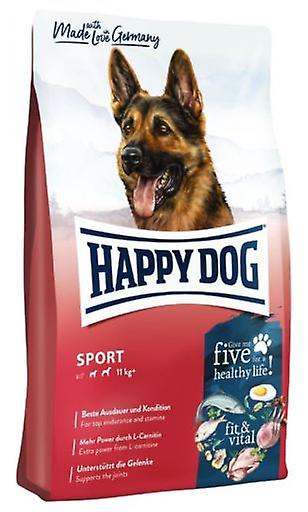 Made with Love in Germany
HAPPY DOG
SPORT
11 kg+
Give me
five for a
healthy life!
Beste Ausdauer und Kondition
For top endurance and stamina
Mehr Power durch L-Carnitin
Extra power from L-carnitine
Unterstützt die Gelenke
Supports the joints
fit &
vital